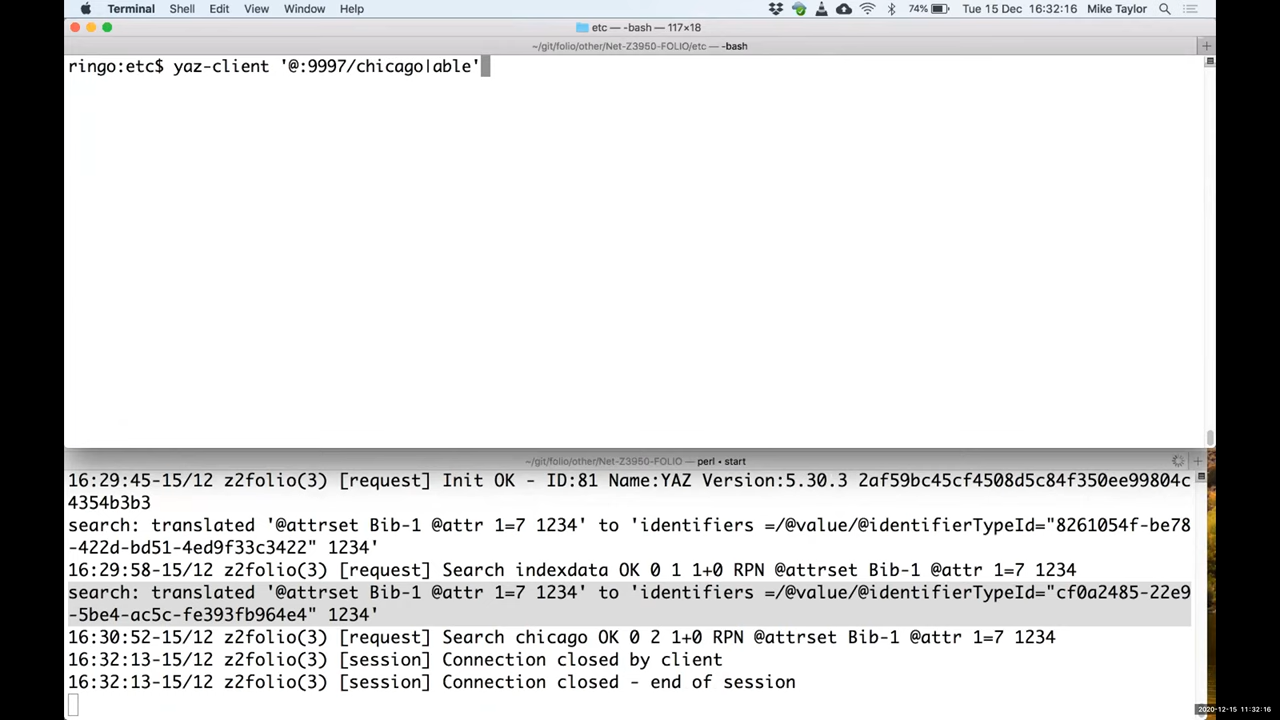 Terminal Shell Edit View Window Help 74% Tue 15 Dec 16:32:16 Mike Taylor
etc — -bash — 117×18
~/git/folio/other/Net-Z3950-FOLIO/etc — -bash
ringo:etc$ yaz-client '@:9997/chicago|able'
~/git/folio/other/Net-Z3950-FOLIO — perl • start
16:29:45-15/12 z2folio(3) [request] Init OK - ID:81 Name:YAZ Version:5.30.3 2af59bc45cf4508d5c84f350ee99804c
4354b3b3
search: translated '@attrset Bib-1 @attr 1=7 1234' to 'identifiers =/@value/@identifierTypeId="8261054f-be78
-422d-bd51-4ed9f33c3422" 1234'
16:29:58-15/12 z2folio(3) [request] Search indexdata OK 0 1 1+0 RPN @attrset Bib-1 @attr 1=7 1234
search: translated '@attrset Bib-1 @attr 1=7 1234' to 'identifiers =/@value/@identifierTypeId="cf0a2485-22e9
-5be4-ac5c-fe393fb964e4" 1234'
16:30:52-15/12 z2folio(3) [request] Search chicago OK 0 2 1+0 RPN @attrset Bib-1 @attr 1=7 1234
16:32:13-15/12 z2folio(3) [session] Connection closed by client
16:32:13-15/12 z2folio(3) [session] Connection closed - end of session
2020-12-15 11:32:16